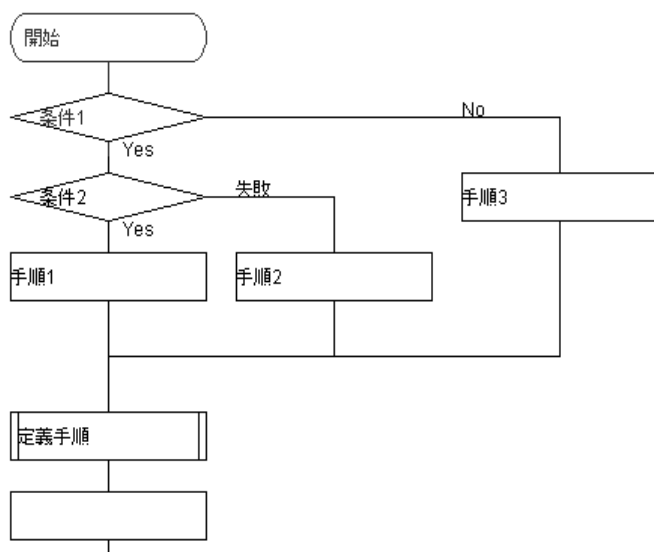 開始
条件1
No
Yes
条件2
失敗
手順3
Yes
手順1
手順2
定義手順